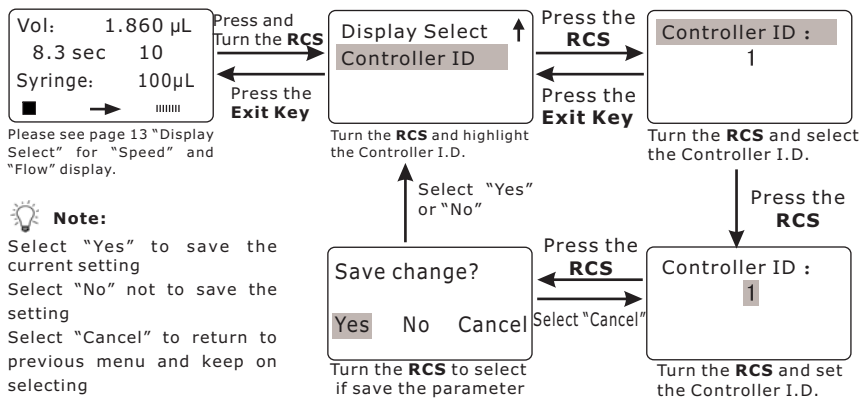 Vol: 1.860 µL
8.3 sec 10
Syringe: 100µL
Please see page 13 "Display
Select" for "Speed" and
"Flow" display.
Press and
Turn the RCS
Press the
Exit Key
Display Select
Controller ID
Turn the RCS and highlight
the Controller I.D.
Press the
RCS
Press the
Exit Key
Controller ID :
1
Turn the RCS and select
the Controller I.D.
Press the
RCS
Controller ID :
1
Turn the RCS and set
the Controller I.D.
Press the
RCS
Select "Cancel"
Save change?
Yes No Cancel
Turn the RCS to select
if save the parameter
Select "Yes"
or "No"
Note:
Select "Yes" to save the
current setting
Select "No" not to save the
setting
Select "Cancel" to return to
previous menu and keep on
selecting